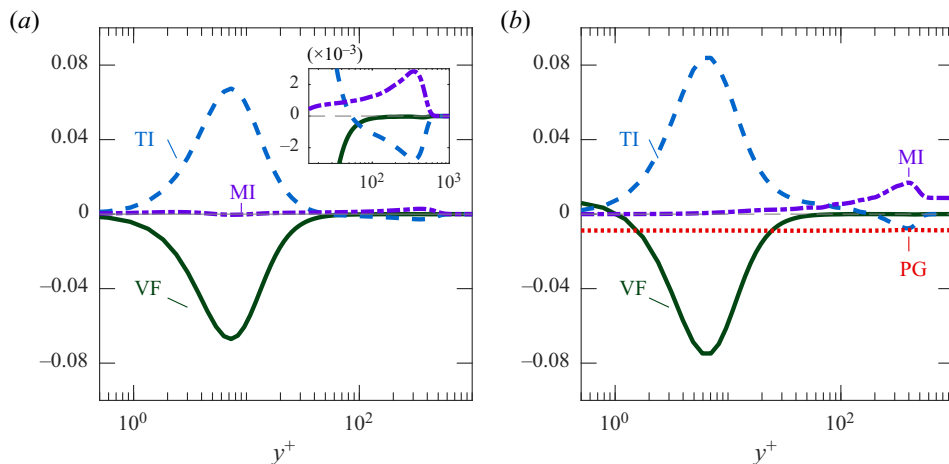 (a)
(b)
0.08
0.04
0
–0.04
–0.08
TI
MI
VF
(×10⁻³)
2
0
–2
10²
10³
10⁰
10²
y⁺
0.08
0.04
0
–0.04
–0.08
TI
MI
VF
PG
10⁰
10²
y⁺